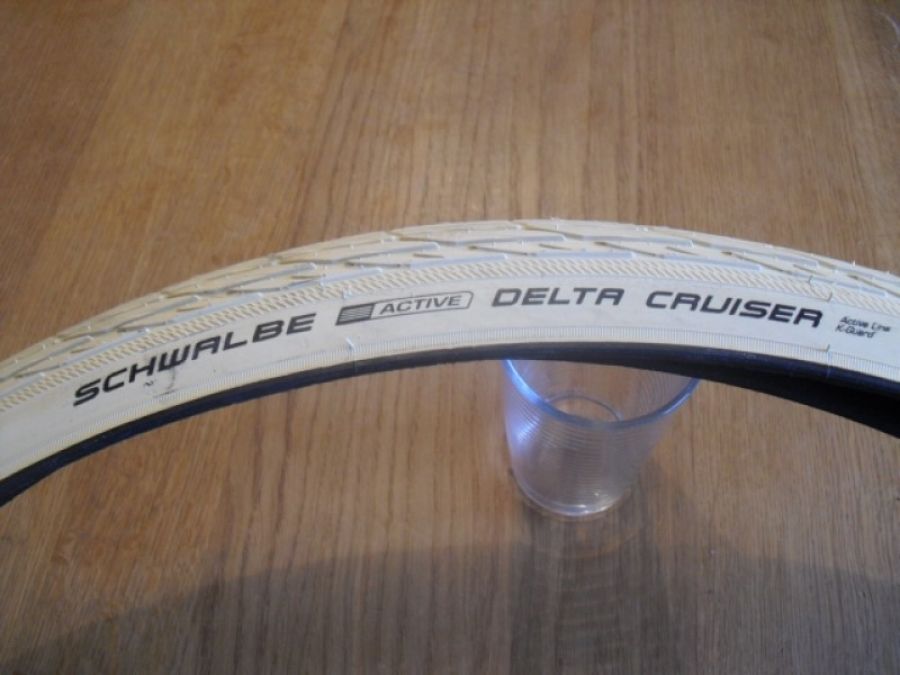 SCHWALBE ACTIVE DELTA CRUISER
Active Line
K-Guard